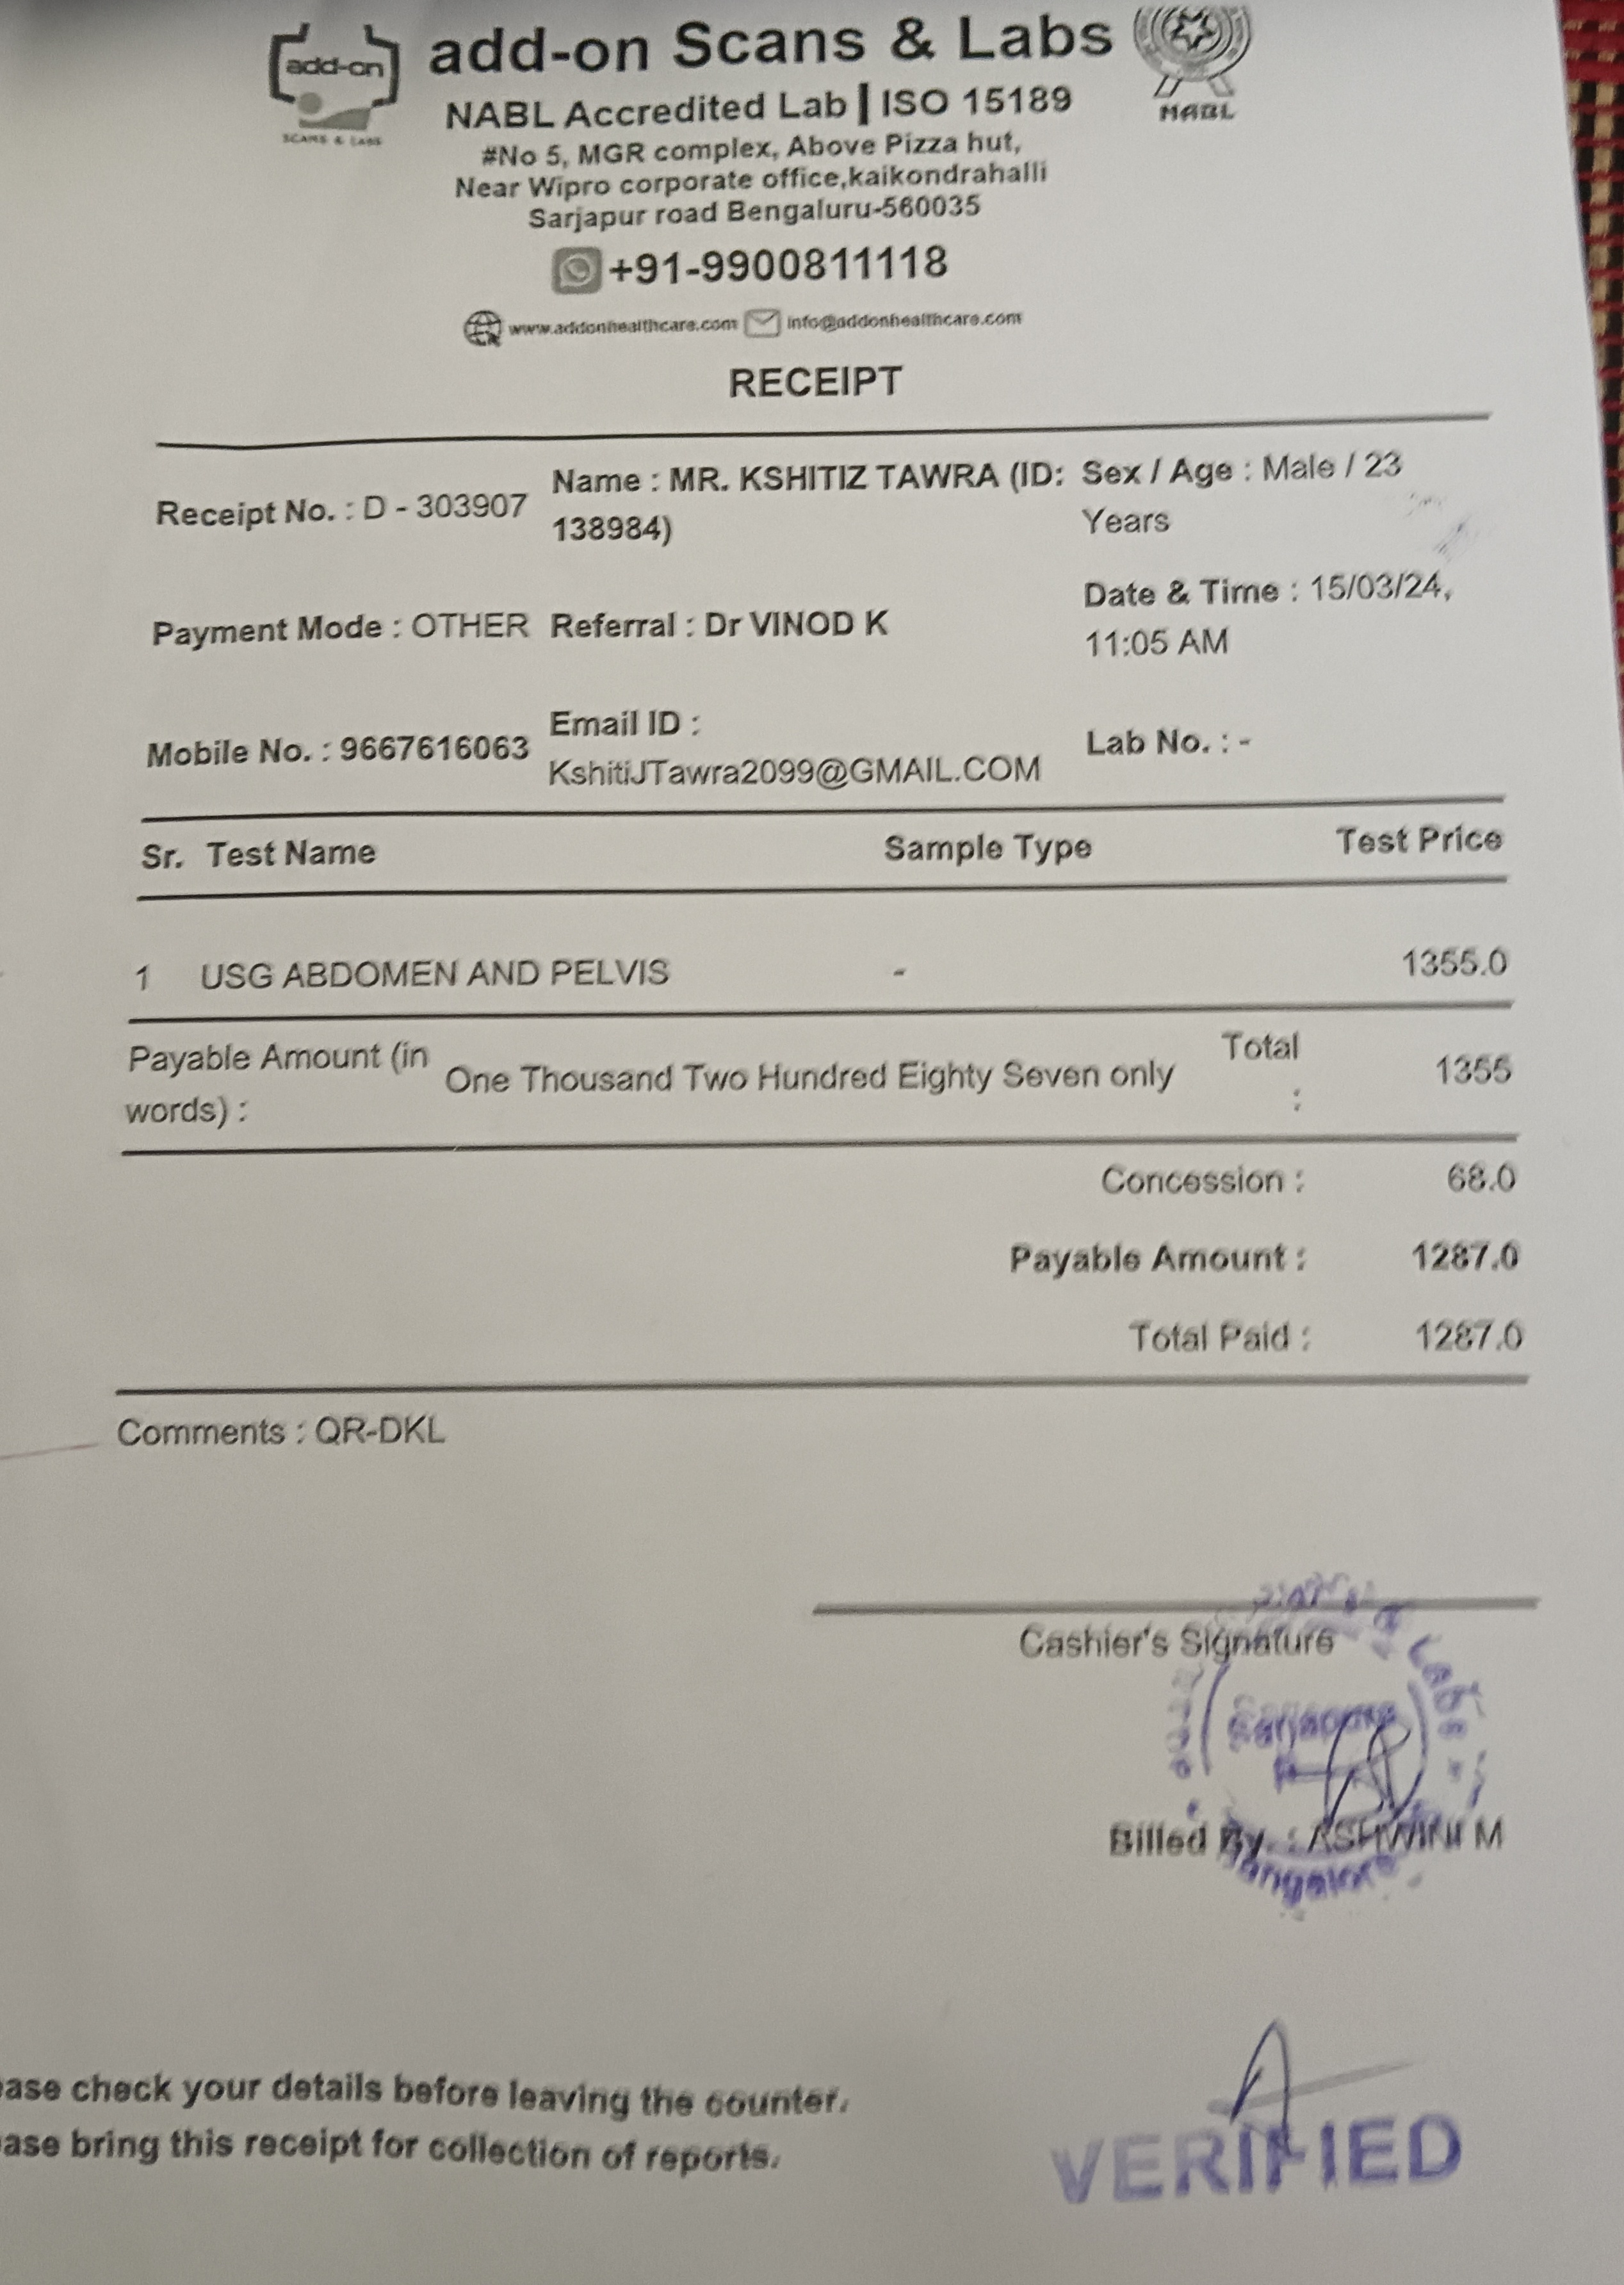 add-on
SCANS & LABS
add-on Scans & Labs
NABL
NABL Accredited Lab | ISO 15189
#No 5, MGR complex, Above Pizza hut,
Near Wipro corporate office,kaikondrahalli
Sarjapur road Bengaluru-560035
+91-9900811118
www.addonhealthcare.com info@addonhealthcare.com
RECEIPT
Receipt No. : D - 303907
Name : MR. KSHITIZ TAWRA (ID:
138984)
Sex / Age : Male / 23
Years
Payment Mode : OTHER
Referral : Dr VINOD K
Date & Time : 15/03/24,
11:05 AM
Mobile No. : 9667616063
Email ID :
KshitiJTawra2099@GMAIL.COM
Lab No. : -
Sr. Test Name Sample Type Test Price
1 USG ABDOMEN AND PELVIS - 1355.0
Payable Amount (in
words) :
One Thousand Two Hundred Eighty Seven only
Total
:
1355
Concession : 68.0
Payable Amount : 1287.0
Total Paid : 1287.0
Comments : QR-DKL
Cashier's Signature
Sarjapura
Billed By : ASHWINI M
Bangalore
ase check your details before leaving the counter.
ase bring this receipt for collection of reports.
VERIFIED